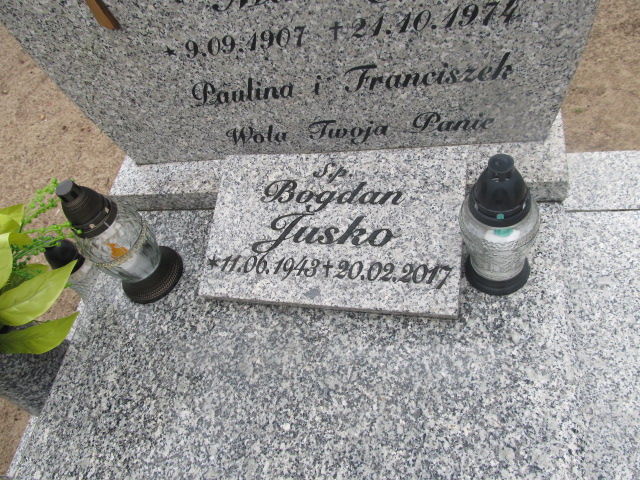 *9.09.1907 +21.10.1974
Paulina i Franciszek
Wola Twoja Panie
Ś.p.
Bogdan
Jusko
*11.06.1943+20.02.2017